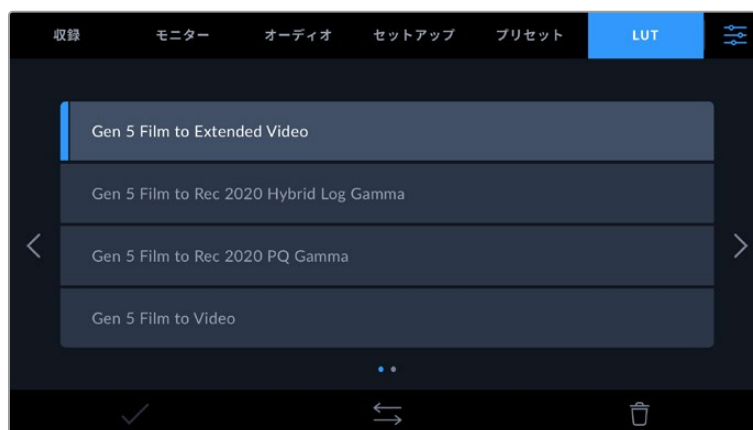 収録 モニター オーディオ セットアップ プリセット LUT
Gen 5 Film to Extended Video
Gen 5 Film to Rec 2020 Hybrid Log Gamma
Gen 5 Film to Rec 2020 PQ Gamma
Gen 5 Film to Video